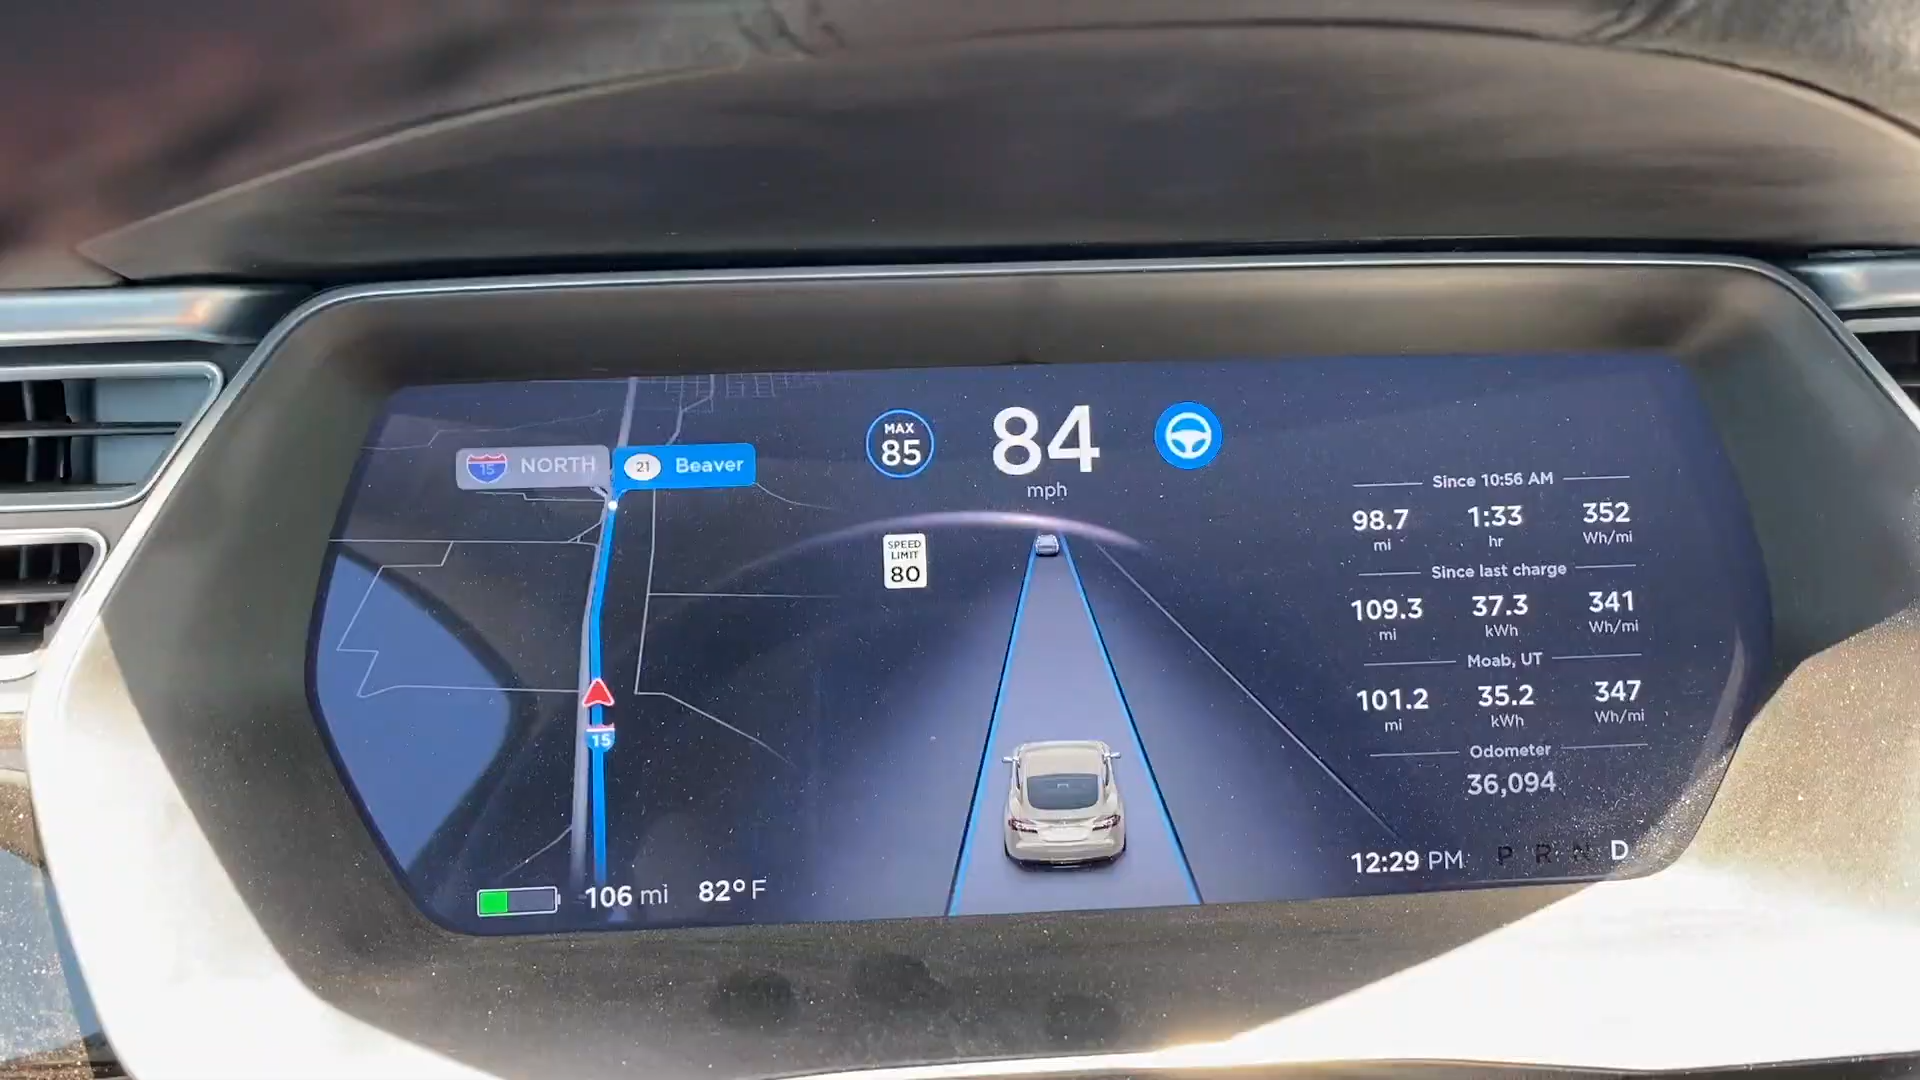 15 NORTH
21 Beaver
15
106 mi 82° F
MAX
85
84
mph
SPEED
LIMIT
80
Since 10:56 AM
98.7 1:33 352
mi hr Wh/mi
Since last charge
109.3 37.3 341
mi kWh Wh/mi
Moab, UT
101.2 35.2 347
mi kWh Wh/mi
Odometer
36,094
12:29 PM P R N D